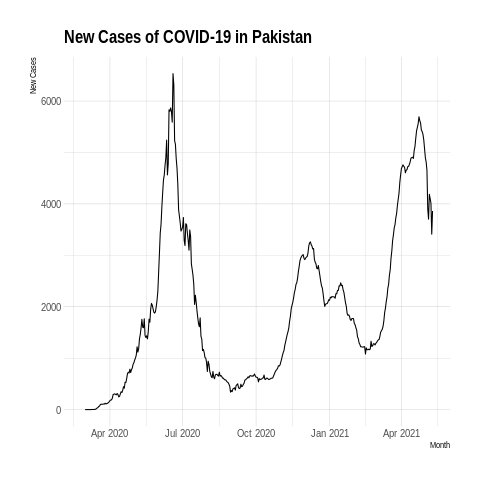 New Cases of COVID-19 in Pakistan
New Cases
6000
4000
2000
0
Apr 2020 Jul 2020 Oct 2020 Jan 2021 Apr 2021
Month